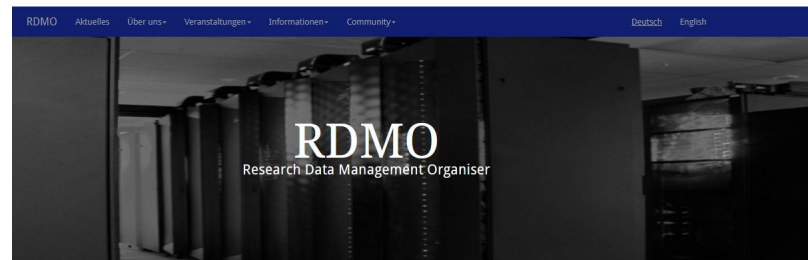 RDMO Aktuelles Über uns Veranstaltungen Informationen Community Deutsch English
RDMO
Research Data Management Organiser